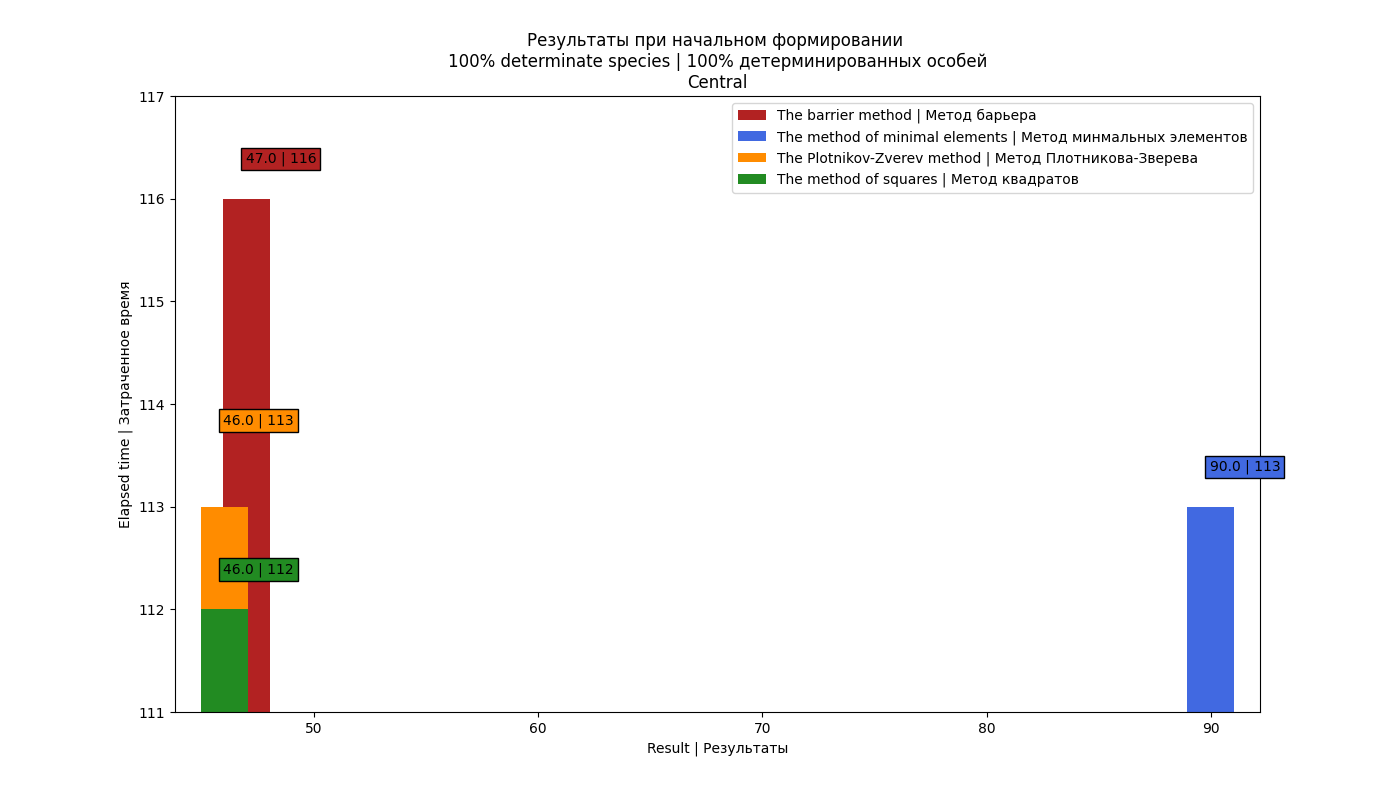 Результаты при начальном формировании
100% determinate species | 100% детерминированных особей
Central
The barrier method | Метод барьера
The method of minimal elements | Метод минмальных элементов
The Plotnikov-Zverev method | Метод Плотникова-Зверева
The method of squares | Метод квадратов
117
116
115
114
113
112
111
Elapsed time | Затраченное время
47.0 | 116
46.0 | 113
90.0 | 113
46.0 | 112
50
60
70
80
90
Result | Результаты